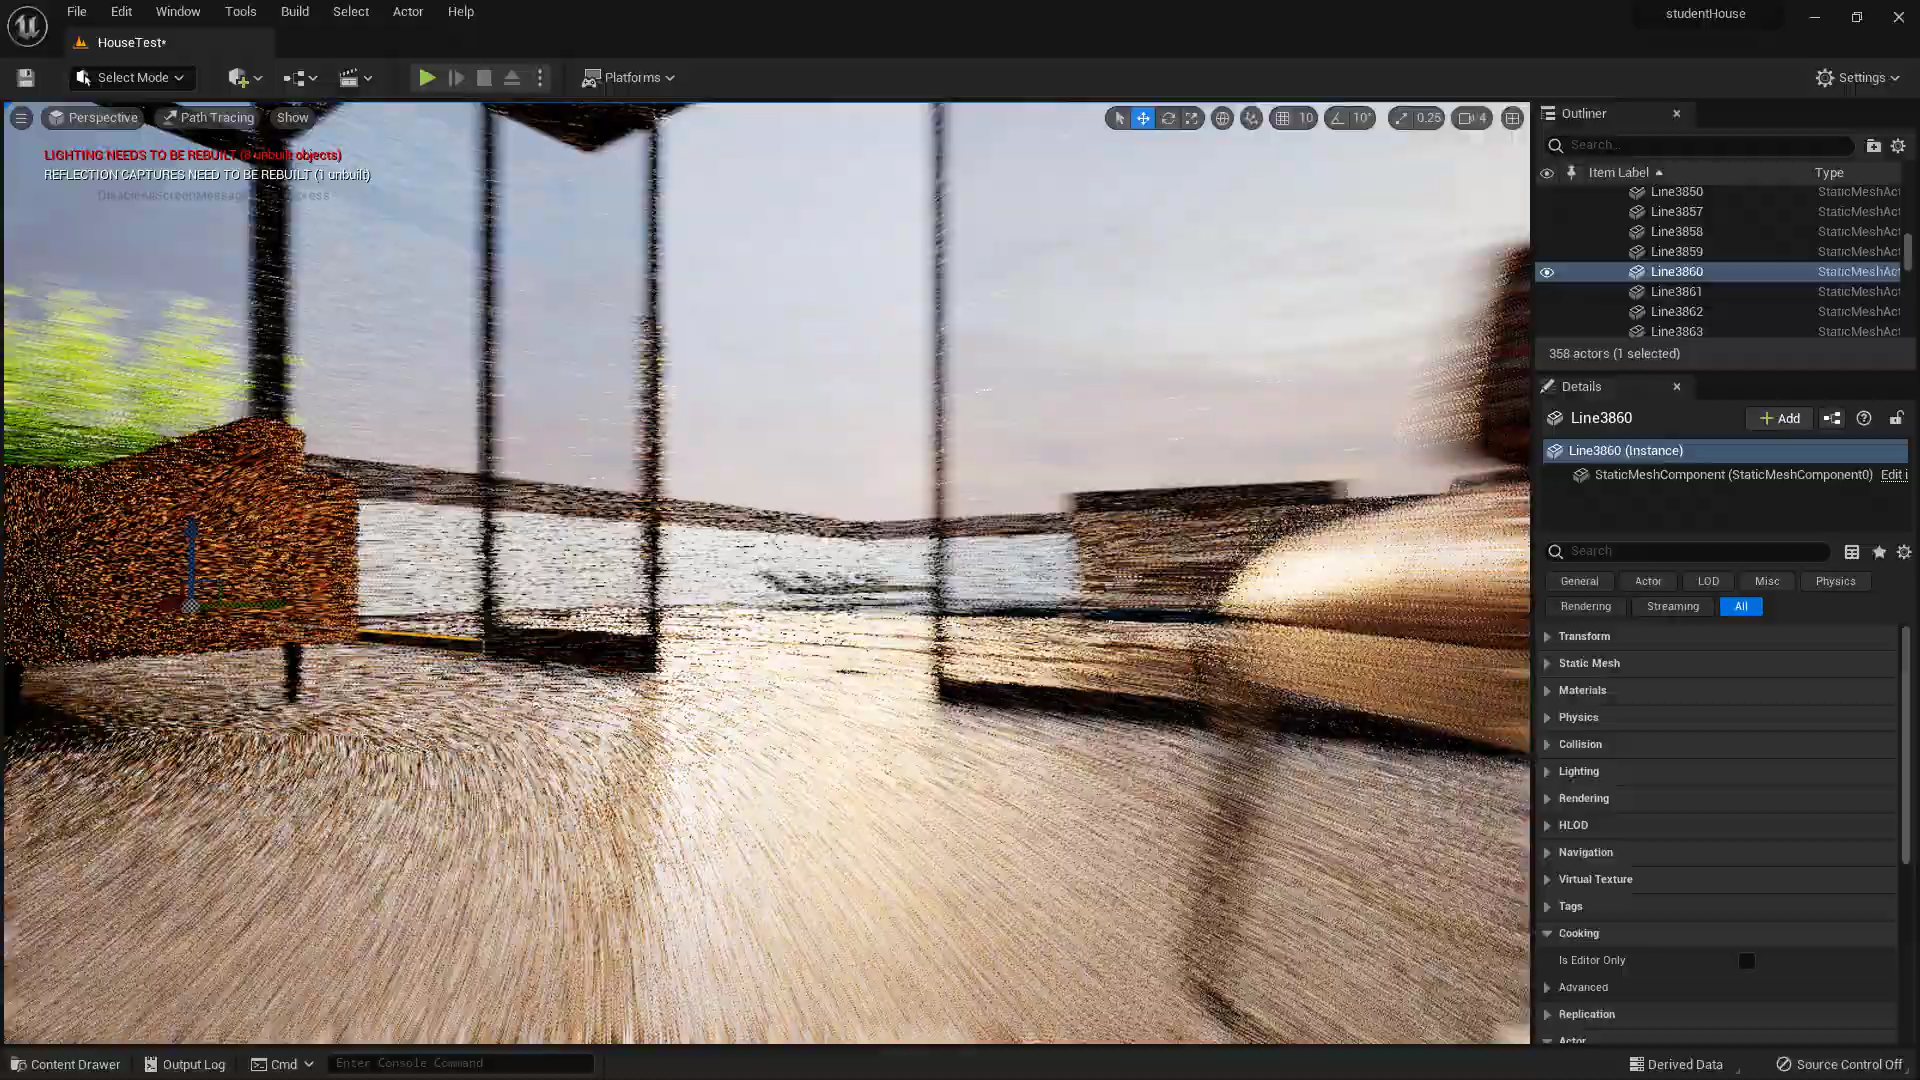 File Edit View Window Tools Build Select Actor Help
studentHouse
HouseTest*
Select Mode
Platforms
Settings
Perspective
Path Tracing
Show
10
10°
0.25
4
LIGHTING NEEDS TO BE REBUILT (8 unbuilt objects)
REFLECTION CAPTURES NEED TO BE REBUILT (1 unbuilt)
Outliner
Search...
Item Label
Type
Line3850 StaticMeshAct
Line3857 StaticMeshAct
Line3858 StaticMeshAct
Line3859 StaticMeshAct
Line3860 StaticMeshAct
Line3861 StaticMeshAct
Line3862 StaticMeshAct
Line3863 StaticMeshAct
358 actors (1 selected)
Details
Line3860
Add
Line3860 (Instance)
StaticMeshComponent (StaticMeshComponent0) Edit i
Search
General Actor LOD Misc Physics
Rendering Streaming All
Transform
Static Mesh
Materials
Physics
Collision
Lighting
Rendering
HLOD
Navigation
Virtual Texture
Tags
Cooking
Is Editor Only
Advanced
Replication
Actor
Content Drawer
Output Log
Cmd
Enter Console Command
Derived Data
Source Control Off